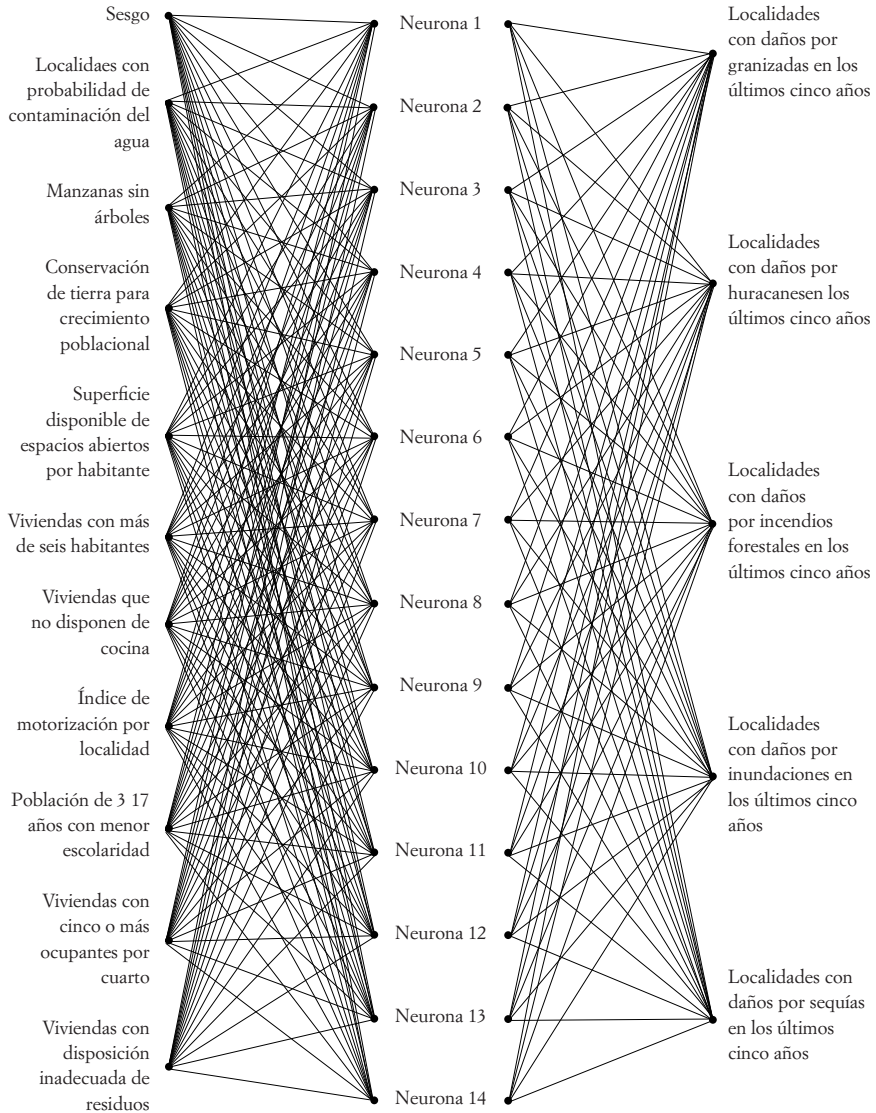 Sesgo
Localidaes con
probabilidad de
contaminación del
agua
Manzanas sin
árboles
Conservación
de tierra para
crecimiento
poblacional
Superficie
disponible de
espacios abiertos
por habitante
Viviendas con más
de seis habitantes
Viviendas que
no disponen de
cocina
Índice de
motorización por
localidad
Población de 3 17
años con menor
escolaridad
Viviendas con
cinco o más
ocupantes por
cuarto
Viviendas con
disposición
inadecuada de
residuos
Neurona 1
Neurona 2
Neurona 3
Neurona 4
Neurona 5
Neurona 6
Neurona 7
Neurona 8
Neurona 9
Neurona 10
Neurona 11
Neurona 12
Neurona 13
Neurona 14
Localidades
con daños por
granizadas en los
últimos cinco años
Localidades
con daños por
huracanesen los
últimos cinco años
Localidades
con daños
por incendios
forestales en los
últimos cinco años
Localidades
con daños por
inundaciones en
los últimos cinco
años
Localidades con
daños por sequías
en los últimos
cinco años